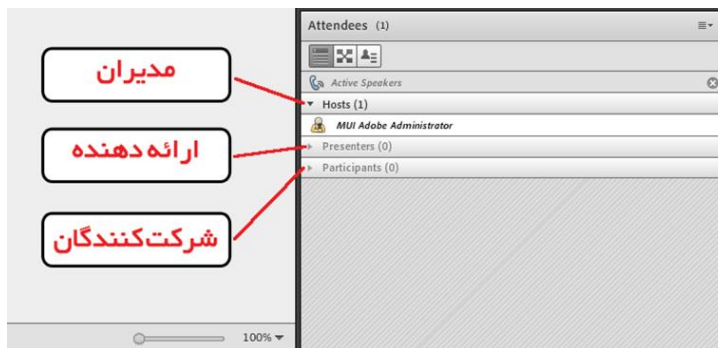 Attendees (1)
Active Speakers
مدیران
Hosts (1)
MUI Adobe Administrator
ارائه دهنده
Presenters (0)
Participants (0)
شرکت‌کنندگان
100%